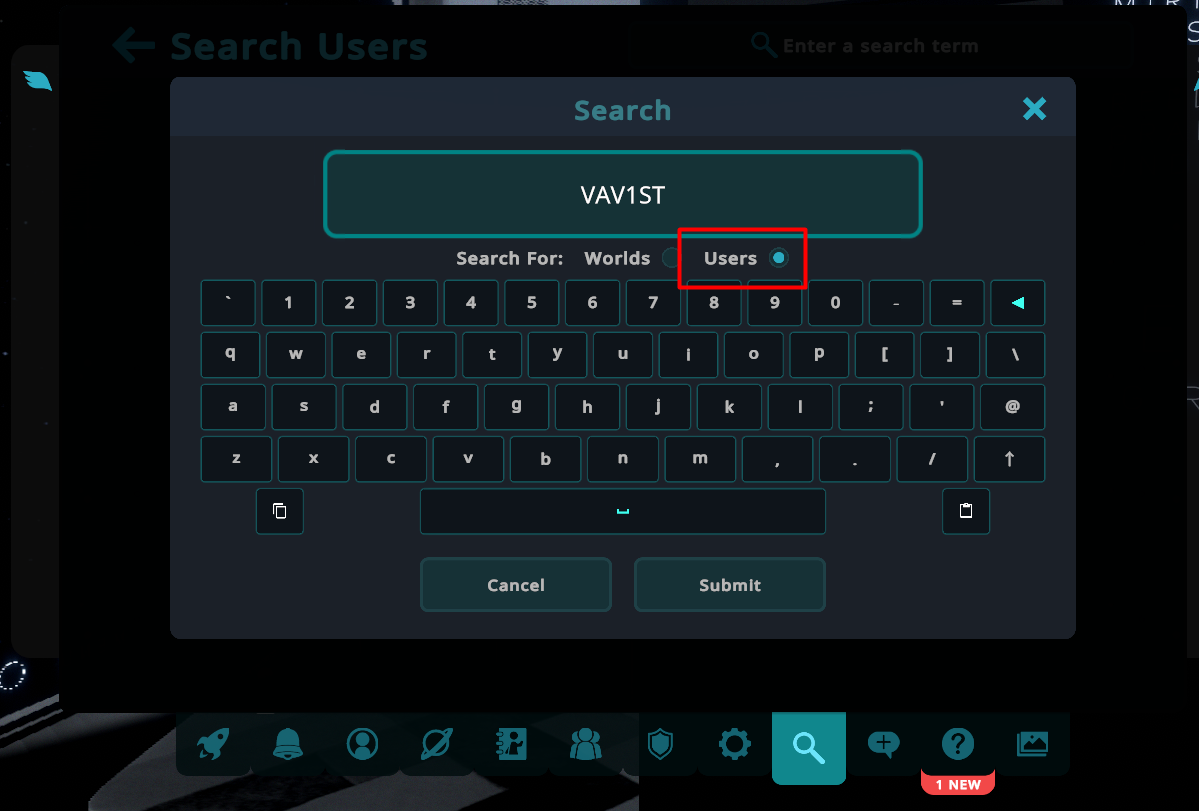 Search Users
Enter a search term
Search
VAV1ST
Search For: Worlds Users
` 1 2 3 4 5 6 7 8 9 0 - =
q w e r t y u i o p [ ] \
a s d f g h j k l ; ' @
z x c v b n m , . / ↑
Cancel Submit
1 NEW